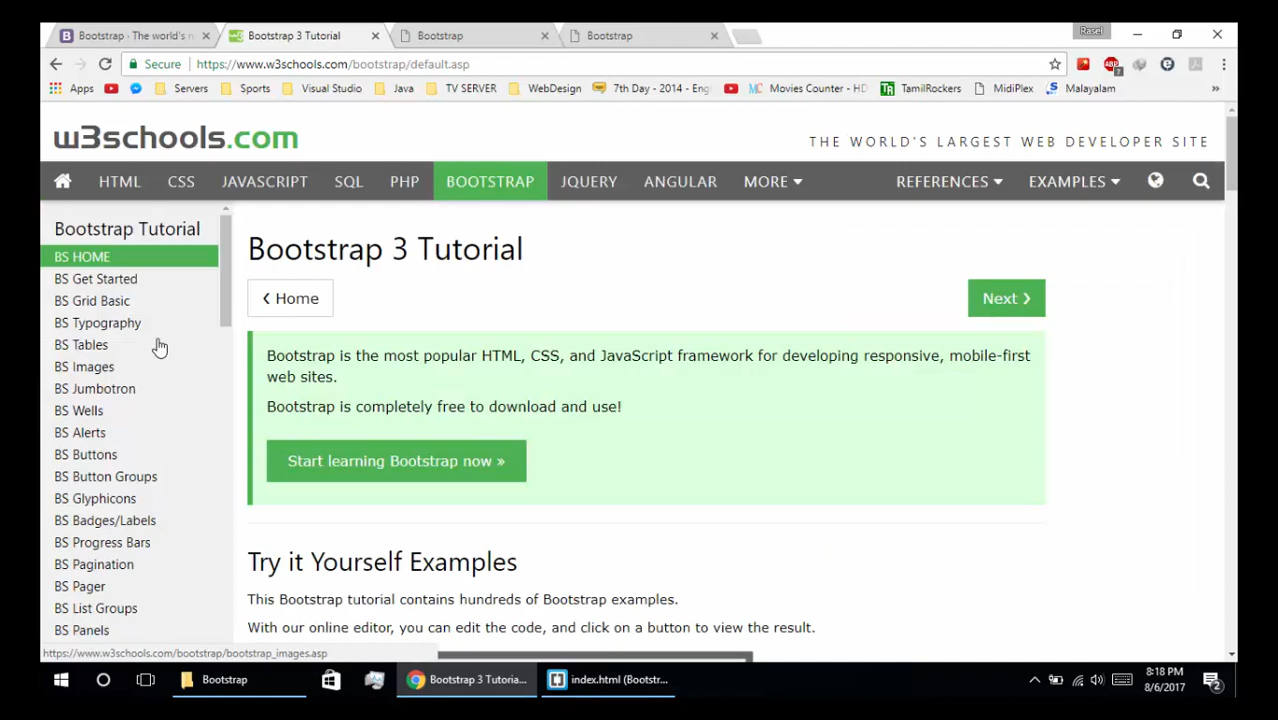 Bootstrap · The world's n
Bootstrap 3 Tutorial
Bootstrap
Bootstrap
Rasel
Secure
https://www.w3schools.com/bootstrap/default.asp
Apps
Servers
Sports
Visual Studio
Java
TV SERVER
WebDesign
7th Day - 2014 - Eng
Movies Counter - HD
TamilRockers
MidiPlex
Malayalam
w3schools.com
THE WORLD'S LARGEST WEB DEVELOPER SITE
HTML
CSS
JAVASCRIPT
SQL
PHP
BOOTSTRAP
JQUERY
ANGULAR
MORE
REFERENCES
EXAMPLES
Bootstrap Tutorial
BS HOME
BS Get Started
BS Grid Basic
BS Typography
BS Tables
BS Images
BS Jumbotron
BS Wells
BS Alerts
BS Buttons
BS Button Groups
BS Glyphicons
BS Badges/Labels
BS Progress Bars
BS Pagination
BS Pager
BS List Groups
BS Panels
Bootstrap 3 Tutorial
❮ Home
Next ❯
Bootstrap is the most popular HTML, CSS, and JavaScript framework for developing responsive, mobile-first
web sites.
Bootstrap is completely free to download and use!
Start learning Bootstrap now »
Try it Yourself Examples
This Bootstrap tutorial contains hundreds of Bootstrap examples.
With our online editor, you can edit the code, and click on a button to view the result.
https://www.w3schools.com/bootstrap/bootstrap_images.asp
Bootstrap
Bootstrap 3 Tutoria...
index.html (Bootstr...
8:18 PM
8/6/2017
2